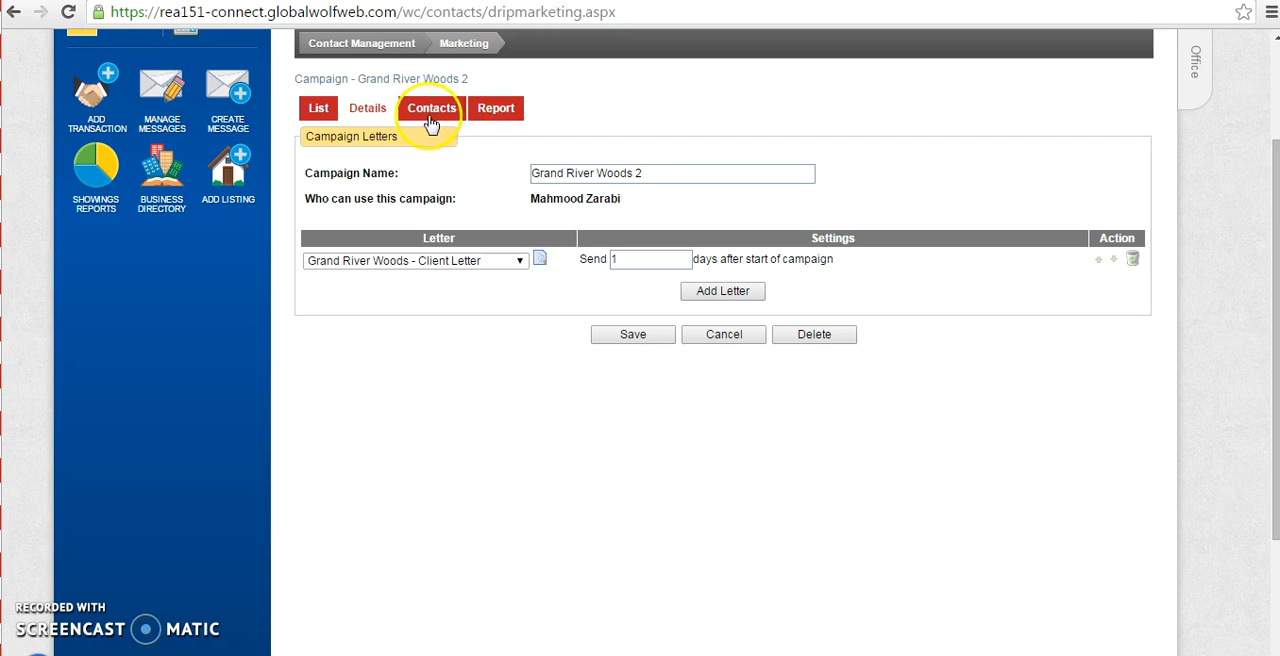 https://rea151-connect.globalwolfweb.com/wc/contacts/dripmarketing.aspx
Contact Management Marketing
Office
Campaign - Grand River Woods 2
List Details Contacts Report
ADD TRANSACTION
MANAGE MESSAGES
CREATE MESSAGE
SHOWINGS REPORTS
BUSINESS DIRECTORY
ADD LISTING
Campaign Letters
Campaign Name: Grand River Woods 2
Who can use this campaign: Mahmood Zarabi
Letter Settings Action
Grand River Woods - Client Letter Send 1 days after start of campaign
Add Letter
Save Cancel Delete
RECORDED WITH
SCREENCAST MATIC